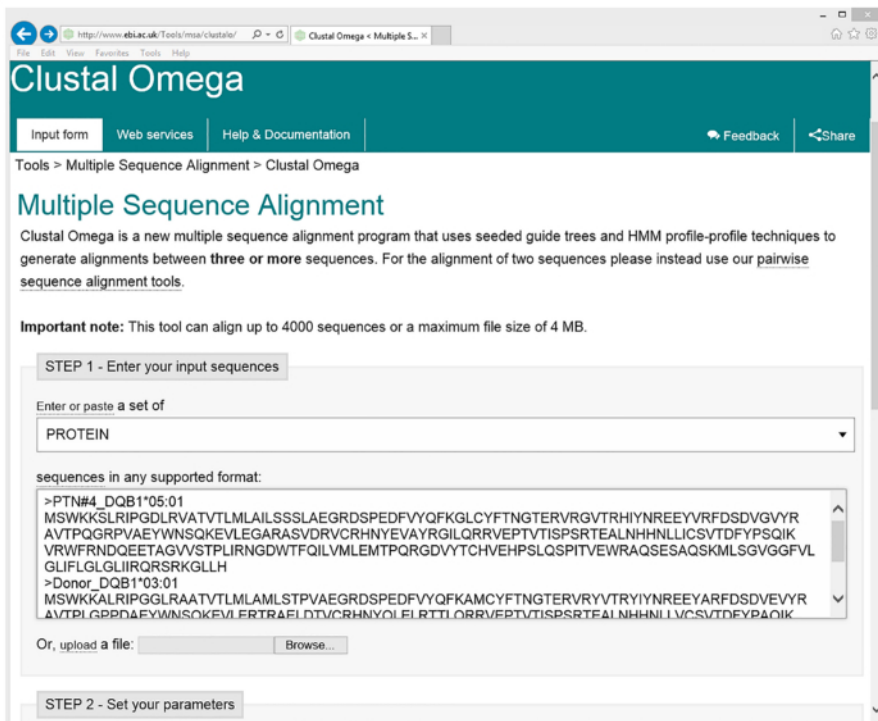 http://www.ebi.ac.uk/Tools/msa/clustalo/
Clustal Omega < Multiple S...
File Edit View Favorites Tools Help
Clustal Omega
Input form Web services Help & Documentation Feedback Share
Tools > Multiple Sequence Alignment > Clustal Omega
Multiple Sequence Alignment
Clustal Omega is a new multiple sequence alignment program that uses seeded guide trees and HMM profile-profile techniques to
generate alignments between three or more sequences. For the alignment of two sequences please instead use our pairwise
sequence alignment tools.
Important note: This tool can align up to 4000 sequences or a maximum file size of 4 MB.
STEP 1 - Enter your input sequences
Enter or paste a set of
PROTEIN
sequences in any supported format:
>PTN#4_DQB1*05:01
MSWKKSLRIPGDLRVATVTLMLAILSSSLAEGRDSPEDFVYQFKGLCYFTNGTERVRGVTRHIYNREEYVRFDSDVGVYR
AVTPQGRPVAEYWNSQKEVLEGARASVDRVCRHNYEVAYRGILQRRVEPTVTISPSRTEALNHHNLLICSVTDFYPSQIK
VRWFRNDQEETAGVVSTPLIRNGDWTFQILVMLEMTPQRGDVYTCHVEHPSLQSPITVEWRAQSESAQSKMLSGVGGFVL
GLIFLGLGLIIRQRSRKGLLH
>Donor_DQB1*03:01
MSWKKALRIPGGLRAATVTLMLAMLSTPVAEGRDSPEDFVYQFKAMCYFTNGTERVRYVTRYIYNREEYARFDSDVEVYR
AVTPLGPPDAEYWNSQKEVLERTRAELDTVCRHNYQLELRTTLQRRVEPTVTISPSRTEALNHHNLLVCSVTDFYPAQIK
Or, upload a file: Browse...
STEP 2 - Set your parameters